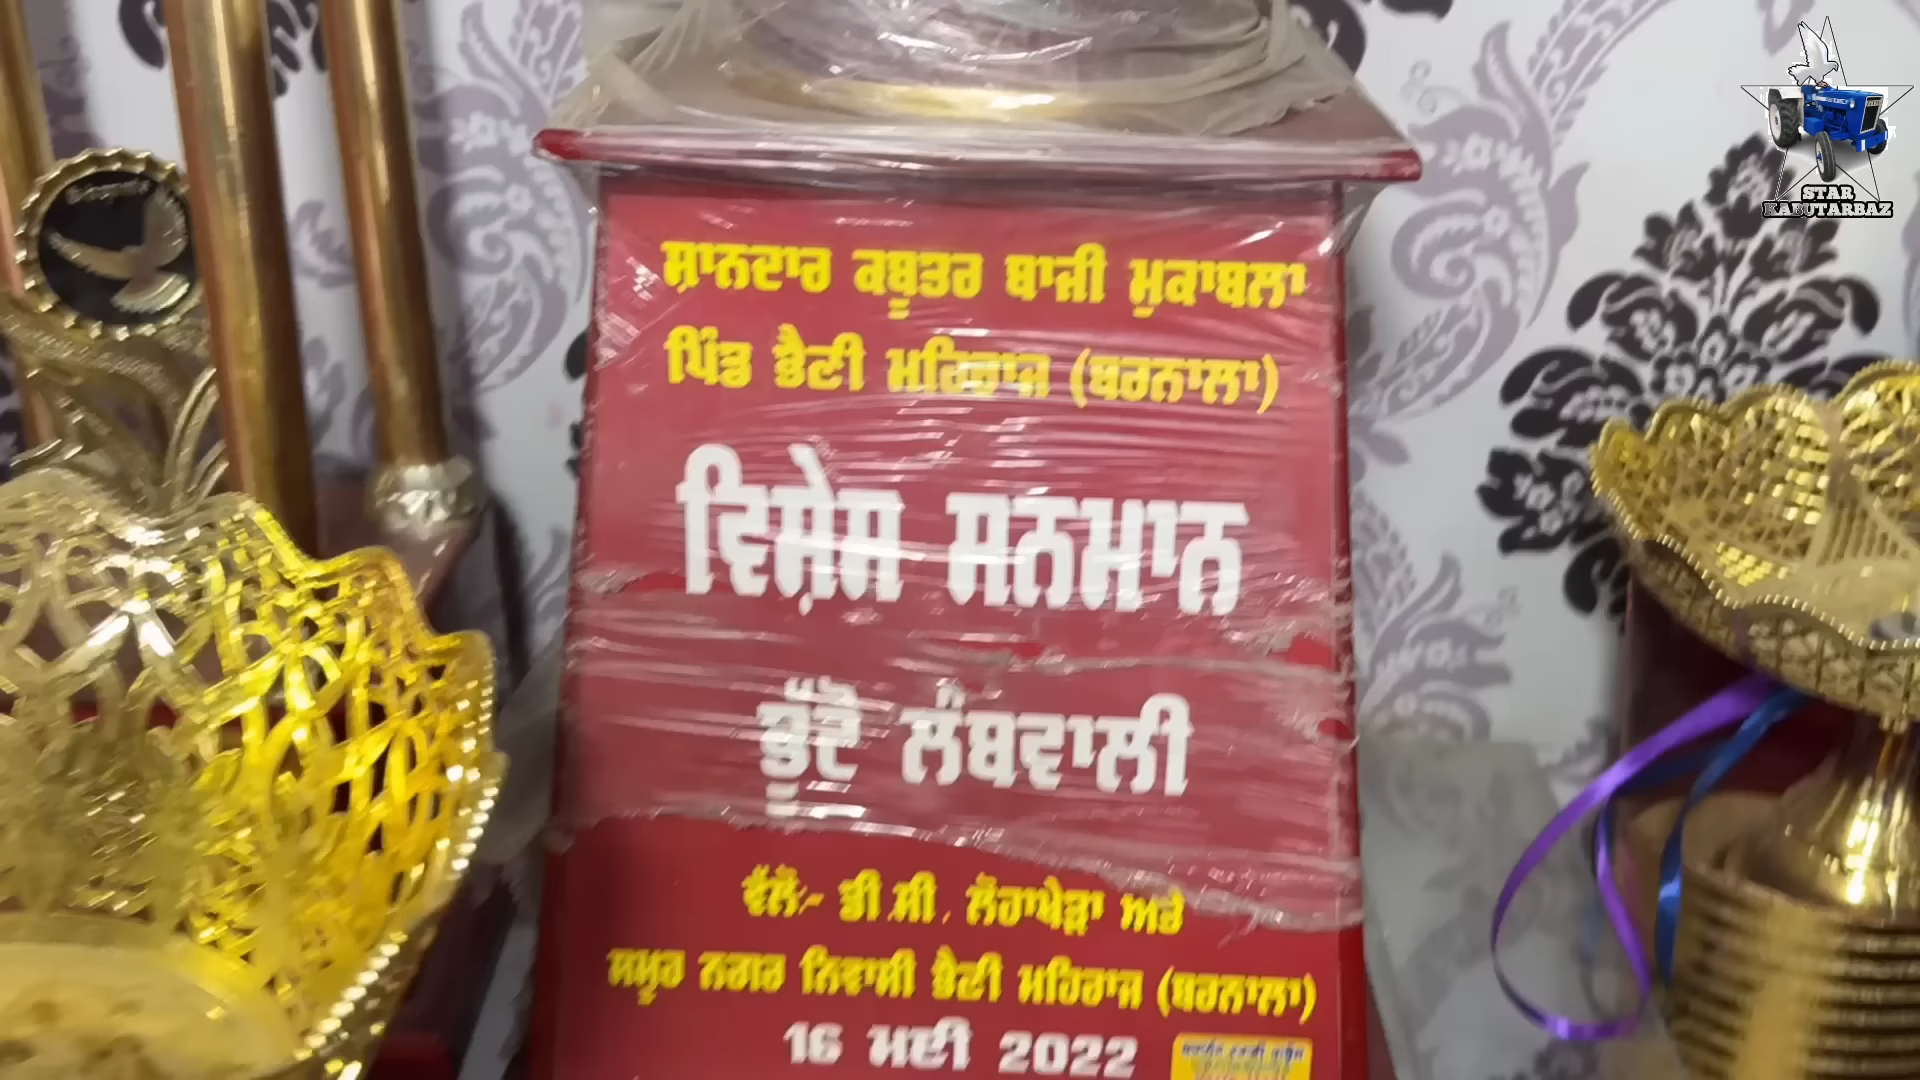 STAR
KABUTARBAZ
ਸ਼ਾਨਦਾਰ ਕਬੂਤਰ ਬਾਜੀ ਮੁਕਾਬਲਾ
ਪਿੰਡ ਭੈਣੀ ਮਹਿਰਾਜ (ਬਰਨਾਲਾ)
ਵਿਸ਼ੇਸ ਸਨਮਾਨ
ਲੰਬਵਾਲੀ
ਵੱਲੋਂ:- ਡੀ.ਸੀ. ਲੋਹਾਖੇੜਾ ਅਤੇ
ਸਮੂਹ ਨਗਰ ਨਿਵਾਸੀ ਭੈਣੀ ਮਹਿਰਾਜ (ਬਰਨਾਲਾ)
16 ਮਈ 2022